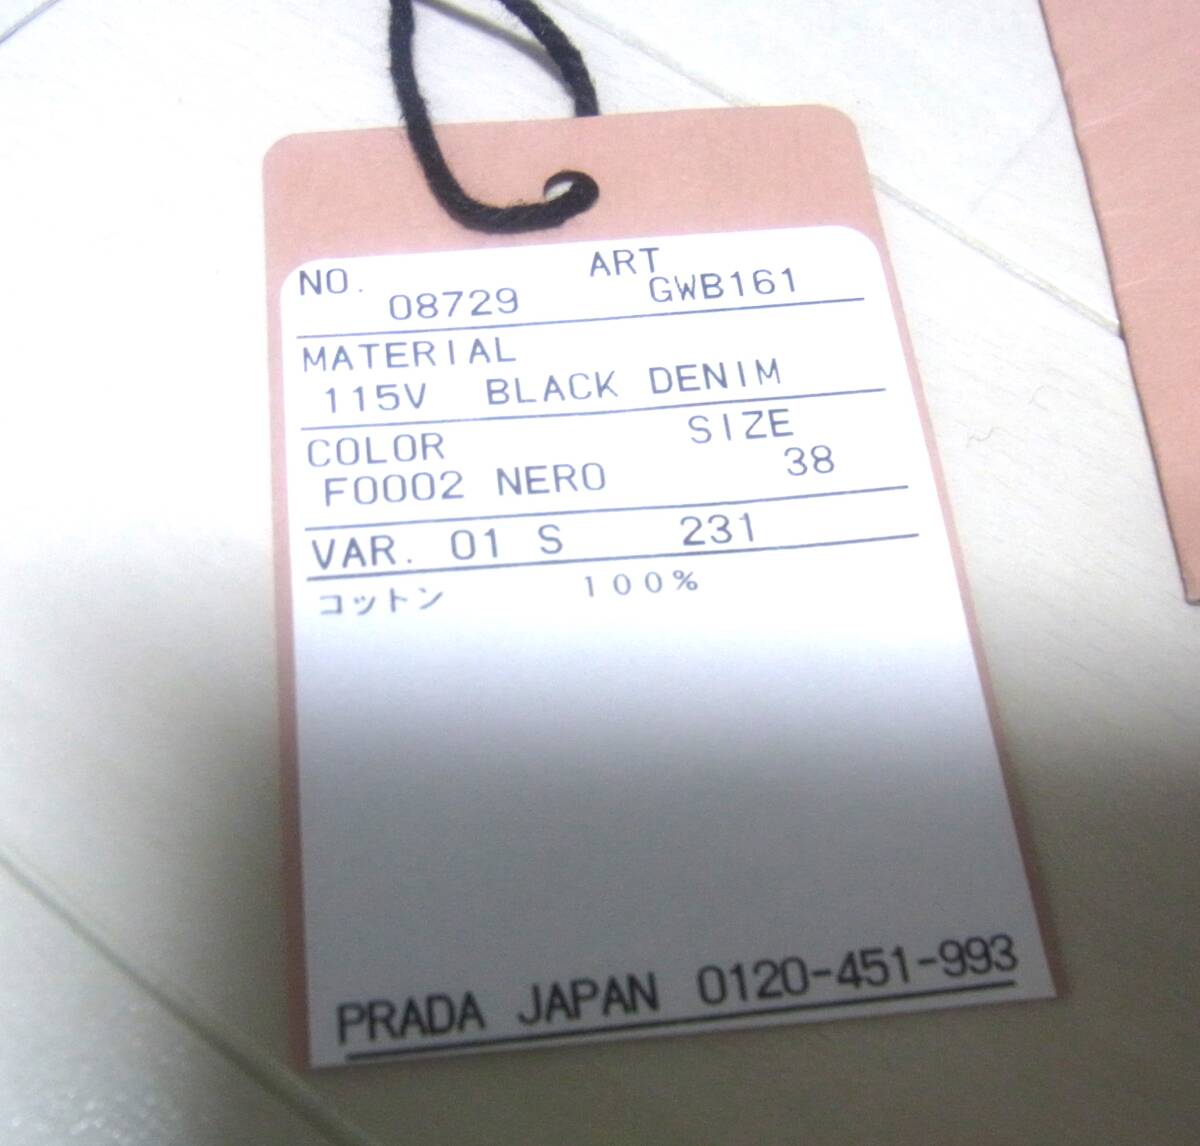 NO. ART
08729 GWB161
MATERIAL
115V BLACK DENIM
COLOR SIZE
F0002 NERO 38
VAR. 01 S 231
コットン 100%
PRADA JAPAN 0120-451-993